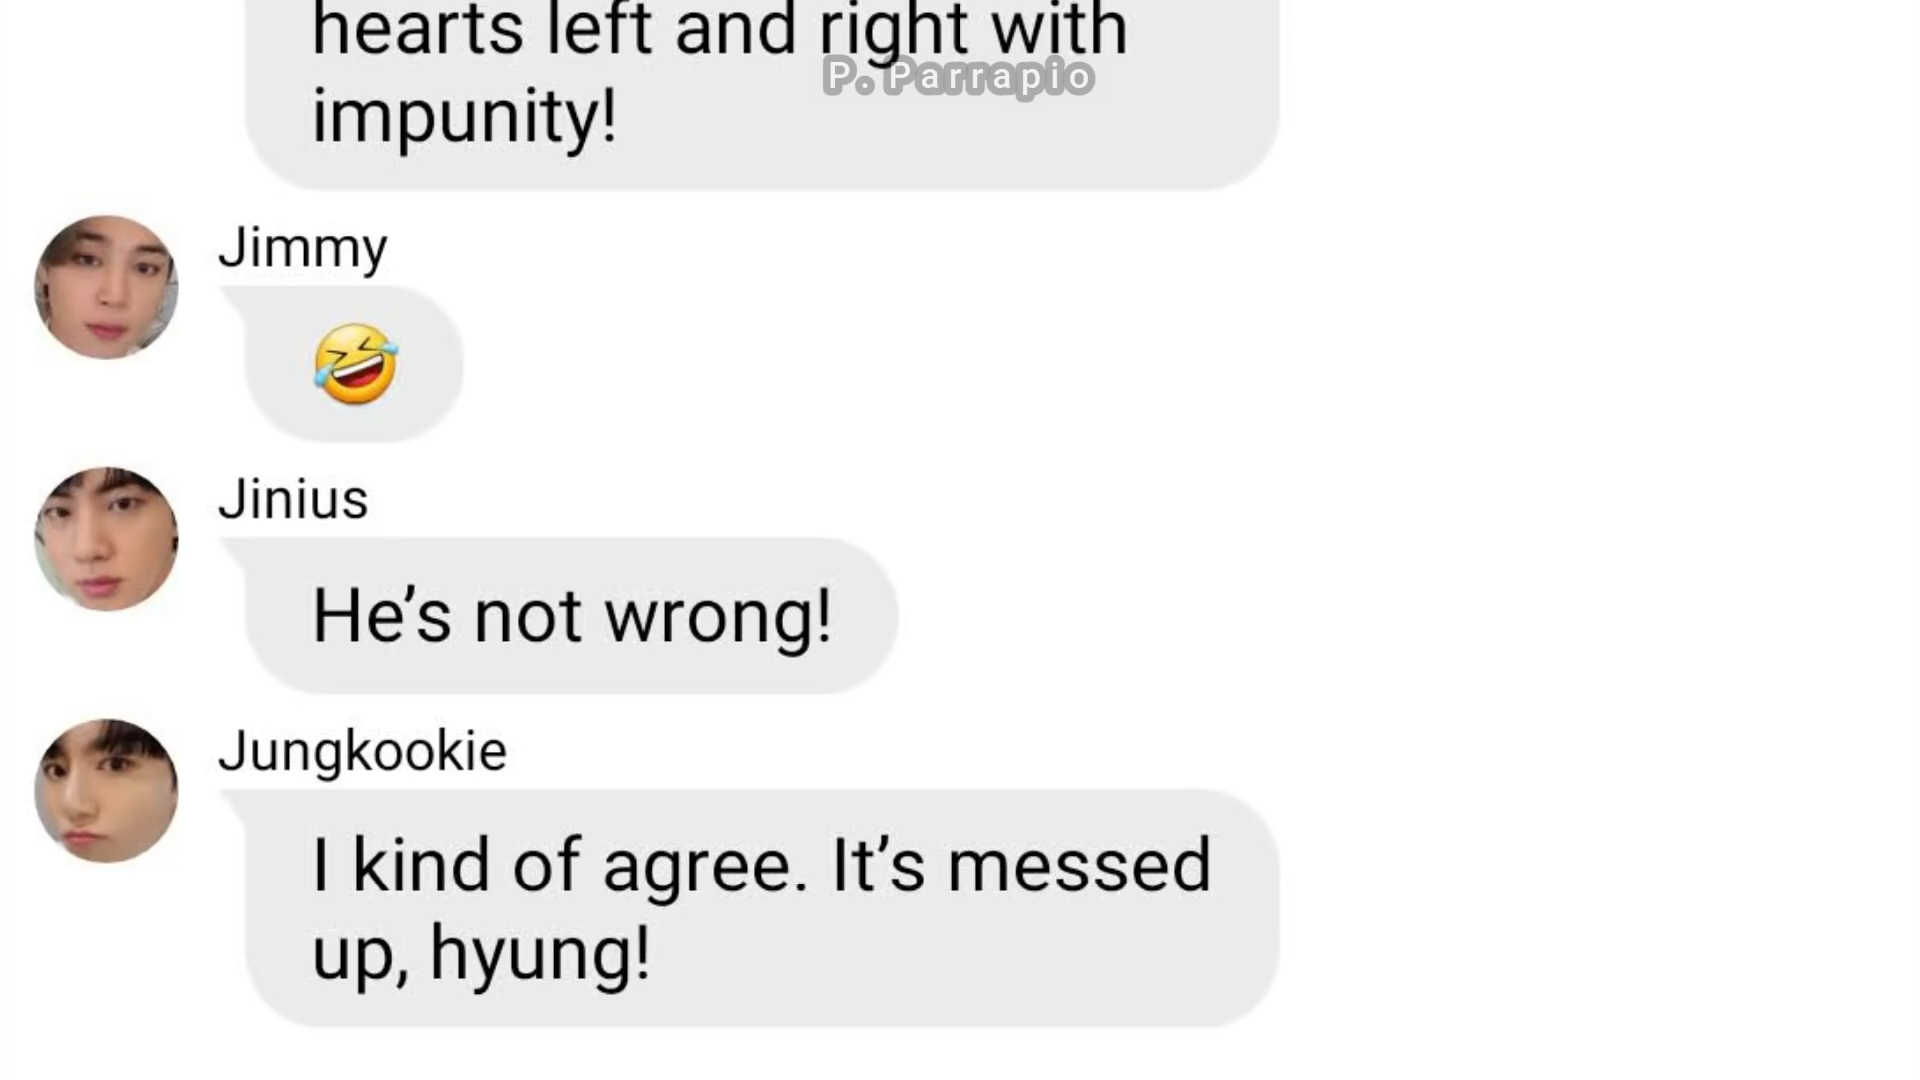 hearts left and right with
P. Parrapio
impunity!
Jimmy
🤣
Jinius
He’s not wrong!
Jungkookie
I kind of agree. It’s messed
up, hyung!